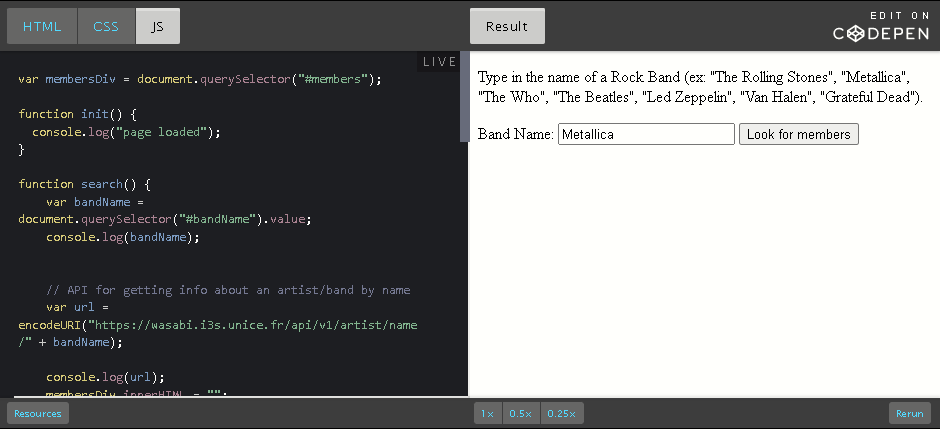 HTML CSS JS Result EDIT ON
CODEPEN
LIVE
var membersDiv = document.querySelector("#members");
function init() {
console.log("page loaded");
}
function search() {
var bandName =
document.querySelector("#bandName").value;
console.log(bandName);
// API for getting info about an artist/band by name
var url =
encodeURI("https://wasabi.i3s.unice.fr/api/v1/artist/name
/" + bandName);
console.log(url);
membersDiv.innerHTML = "";
Type in the name of a Rock Band (ex: "The Rolling Stones", "Metallica",
"The Who", "The Beatles", "Led Zeppelin", "Van Halen", "Grateful Dead").
Band Name: Metallica Look for members
Resources 1x 0.5x 0.25x Rerun